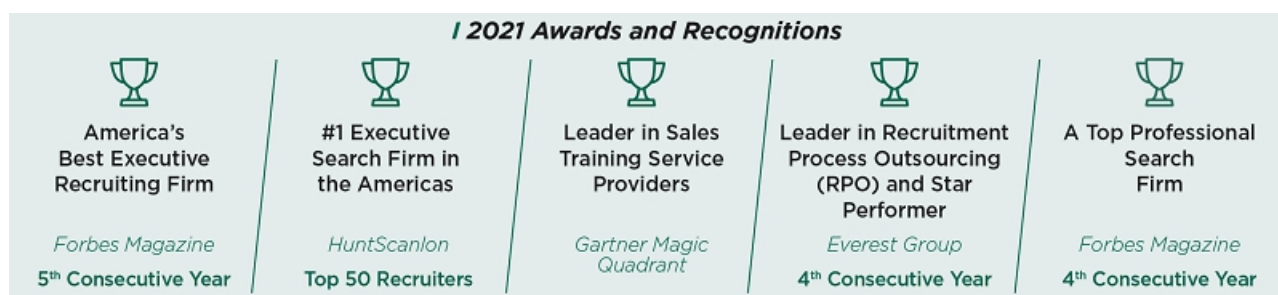 / 2021 Awards and Recognitions
America's
Best Executive
Recruiting Firm
Forbes Magazine
5th Consecutive Year
#1 Executive
Search Firm in
the Americas
HuntScanlon
Top 50 Recruiters
Leader in Sales
Training Service
Providers
Gartner Magic
Quadrant
Leader in Recruitment
Process Outsourcing
(RPO) and Star
Performer
Everest Group
4th Consecutive Year
A Top Professional
Search
Firm
Forbes Magazine
4th Consecutive Year